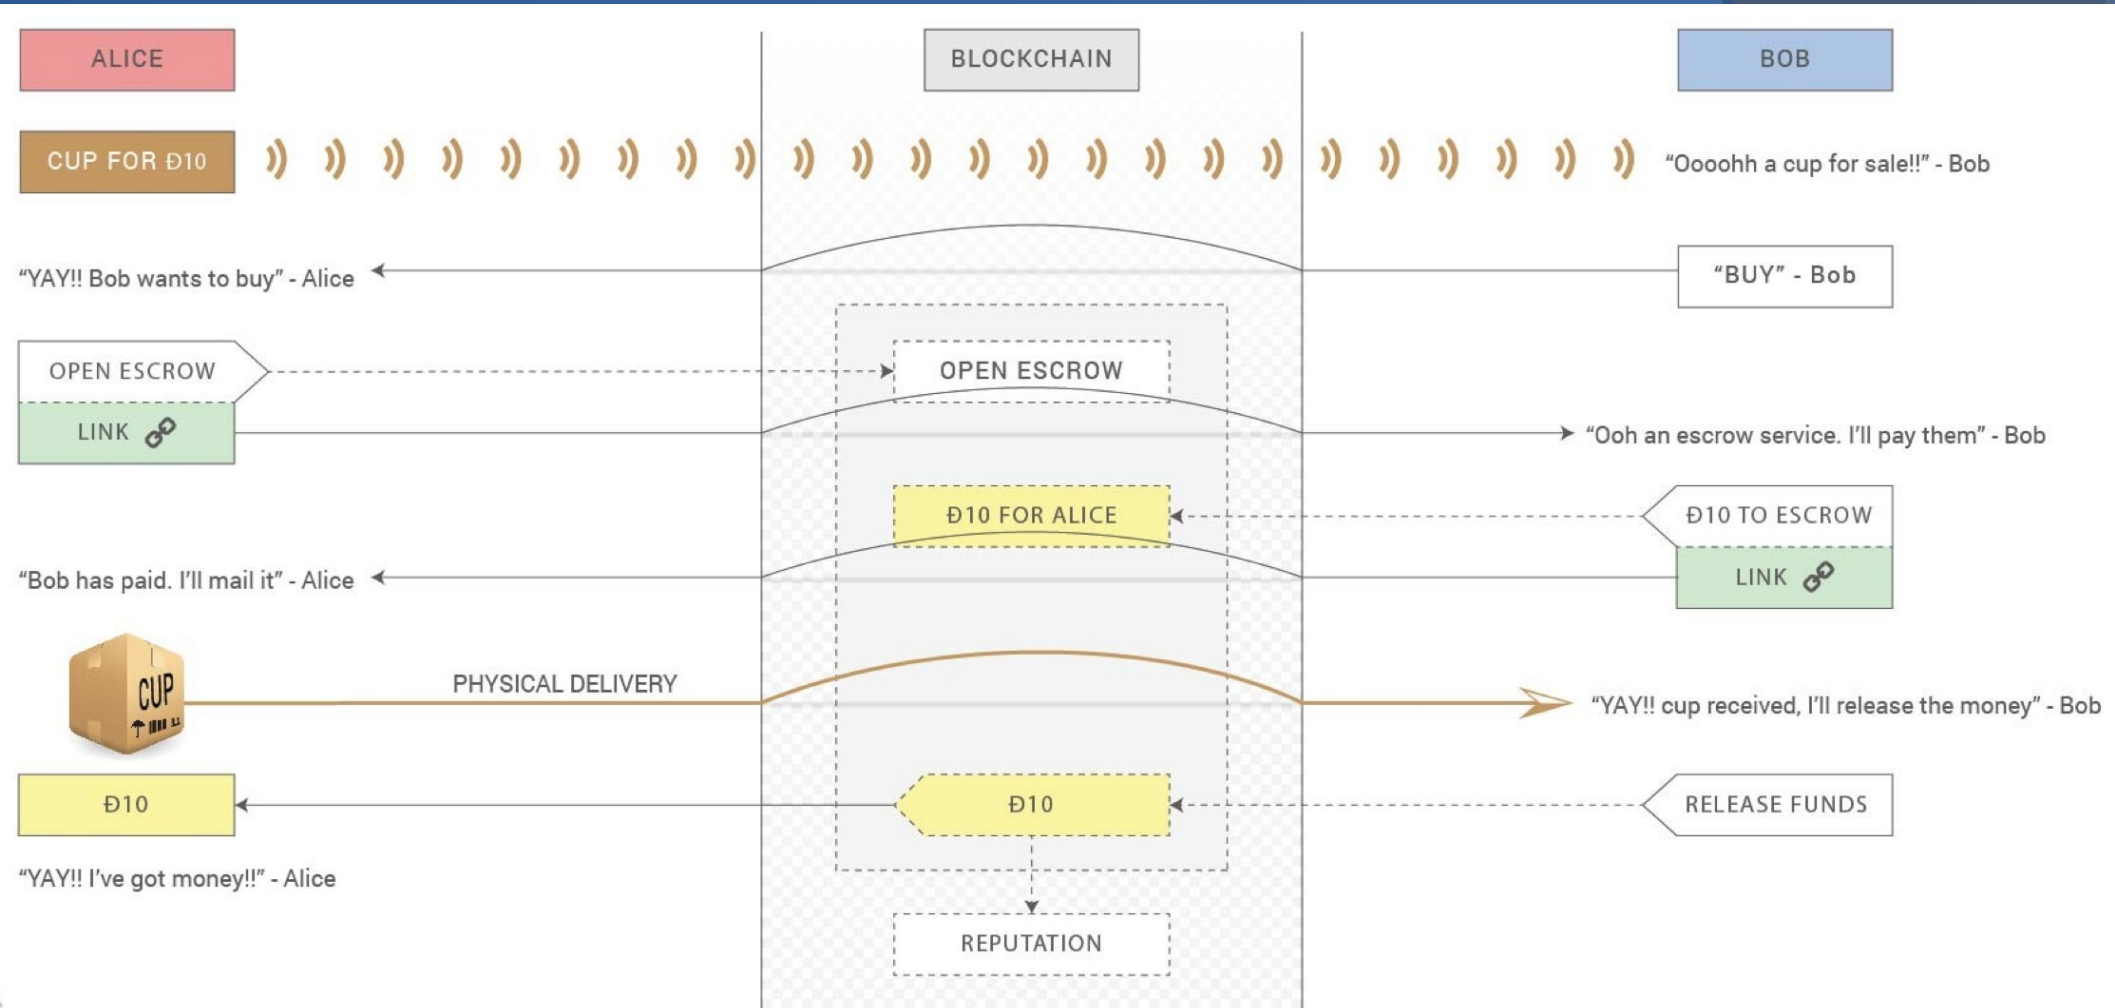 ALICE
BLOCKCHAIN
BOB
CUP FOR Đ10
“Ooohh a cup for sale!!” - Bob
“YAY!! Bob wants to buy” - Alice
“BUY” - Bob
OPEN ESCROW
OPEN ESCROW
LINK
“Ooh an escrow service. I’ll pay them” - Bob
Đ10 FOR ALICE
Đ10 TO ESCROW
“Bob has paid. I’ll mail it” - Alice
LINK
CUP
PHYSICAL DELIVERY
“YAY!! cup received, I’ll release the money” - Bob
Đ10
Đ10
RELEASE FUNDS
“YAY!! I’ve got money!!” - Alice
REPUTATION